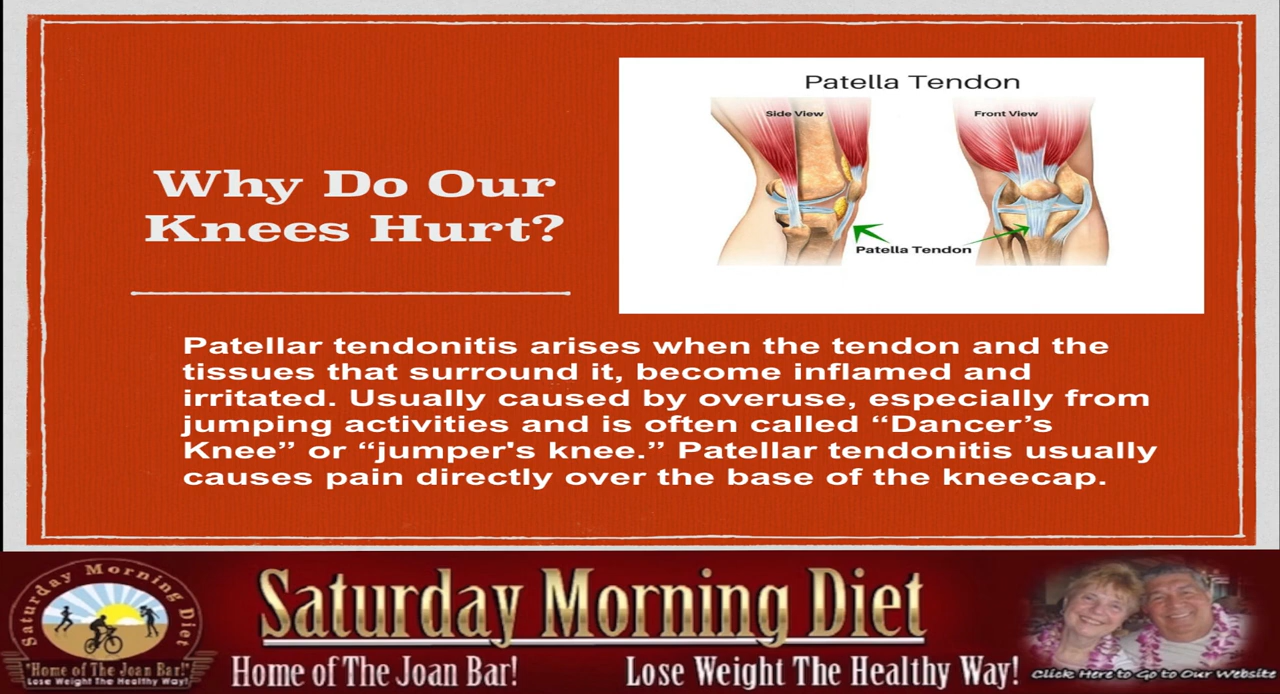 Why Do Our
Knees Hurt?
Patella Tendon
Side View
Front View
Patella Tendon
Patellar tendonitis arises when the tendon and the
tissues that surround it, become inflamed and
irritated. Usually caused by overuse, especially from
jumping activities and is often called “Dancer’s
Knee” or “jumper's knee.” Patellar tendonitis usually
causes pain directly over the base of the kneecap.
Saturday Morning Diet
"Home of The Joan Bar!"
Lose Weight The Healthy Way!
Saturday Morning Diet
Home of The Joan Bar!
Lose Weight The Healthy Way!
Click Here to Go to Our Website